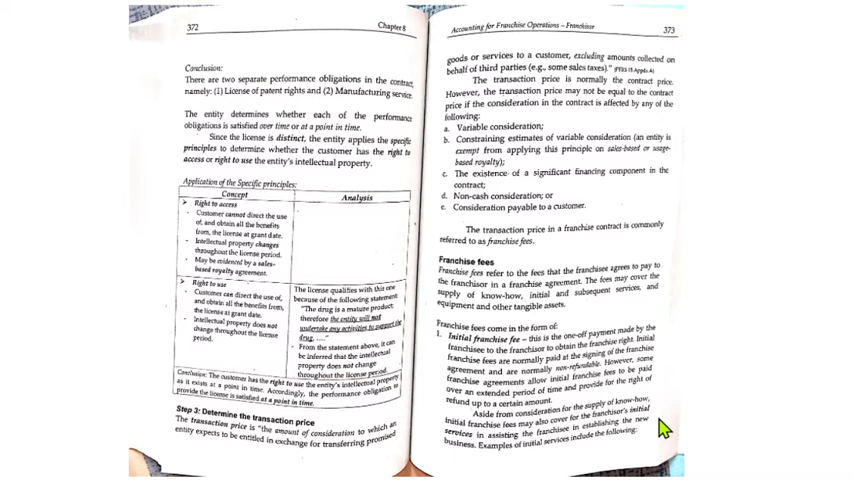 372
Chapter 8
Conclusion:
There are two separate performance obligations in the contract,
namely: (1) License of patent rights and (2) Manufacturing service.
The entity determines whether each of the performance
obligations is satisfied over time or at a point in time.
Since the license is distinct, the entity applies the specific
principles to determine whether the customer has the right to
access or right to use the entity's intellectual property.
Application of the Specific principles:
Concept
Analysis
> Right to access
- Customer cannot direct the use
of, and obtain all the benefits
from, the license at grant date.
- Intellectual property changes
throughout the license period.
- May be evidenced by a sales-
based royalty agreement.
> Right to use
- Customer can direct the use of,
and obtain all the benefits from,
the license at grant date.
- Intellectual property does not
change throughout the license
period.
The license qualifies with this one
because of the following statement
"The drug is a mature product;
therefore the entity will not
undertake any activities to support the
drug, ...."
- From the statement above, it can
be inferred that the intellectual
property does not change
throughout the license period.
Conclusion: The customer has the right to use the entity's intellectual property
as it exists at a point in time. Accordingly, the performance obligation to
provide the license is satisfied at a point in time.
Step 3: Determine the transaction price
The transaction price is "the amount of consideration to which an
entity expects to be entitled in exchange for transferring promised
Accounting for Franchise Operations – Franchisor
373
goods or services to a customer, excluding amounts collected on
behalf of third parties (e.g., some sales taxes)." (PFRS 15 Appdx.A)
The transaction price is normally the contract price.
However, the transaction price may not be equal to the contract
price if the consideration in the contract is affected by any of the
following:
a. Variable consideration;
b. Constraining estimates of variable consideration (an entity is
exempt from applying this principle on sales-based or usage-
based royalty);
c. The existence of a significant financing component in the
contract;
d. Non-cash consideration; or
e. Consideration payable to a customer.
The transaction price in a franchise contract is commonly
referred to as franchise fees.
Franchise fees
Franchise fees refer to the fees that the franchisee agrees to pay to
the franchisor in a franchise agreement. The fees may cover the
supply of know-how, initial and subsequent services, and
equipment and other tangible assets.
Franchise fees come in the form of:
1. Initial franchise fee – this is the one-off payment made by the
franchisee to the franchisor to obtain the franchise right. Initial
franchise fees are normally paid at the signing of the franchise
agreement and are normally non-refundable. However, some
franchise agreements allow initial franchise fees to be paid
over an extended period of time and provide for the right of
refund up to a certain amount.
Aside from consideration for the supply of know-how,
initial franchise fees may also cover for the franchisor's initial
services in assisting the franchisee in establishing the new
business. Examples of initial services include the following: